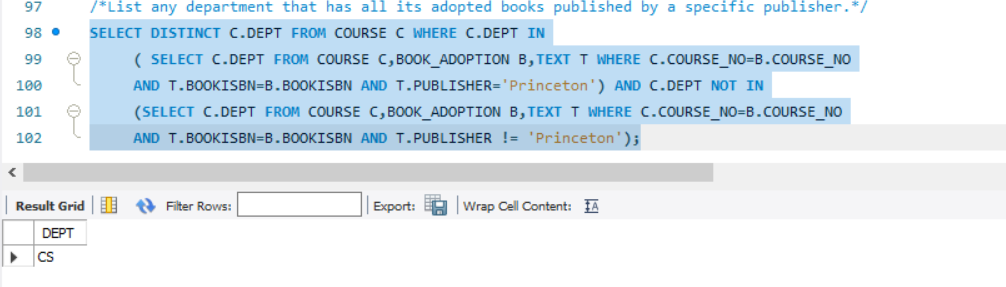 97 /*List any department that has all its adopted books published by a specific publisher.*/
98 SELECT DISTINCT C.DEPT FROM COURSE C WHERE C.DEPT IN
99 ( SELECT C.DEPT FROM COURSE C,BOOK_ADOPTION B,TEXT T WHERE C.COURSE_NO=B.COURSE_NO
100 AND T.BOOKISBN=B.BOOKISBN AND T.PUBLISHER='Princeton') AND C.DEPT NOT IN
101 (SELECT C.DEPT FROM COURSE C,BOOK_ADOPTION B,TEXT T WHERE C.COURSE_NO=B.COURSE_NO
102 AND T.BOOKISBN=B.BOOKISBN AND T.PUBLISHER != 'Princeton');
Result Grid Filter Rows: Export: Wrap Cell Content:
DEPT
CS